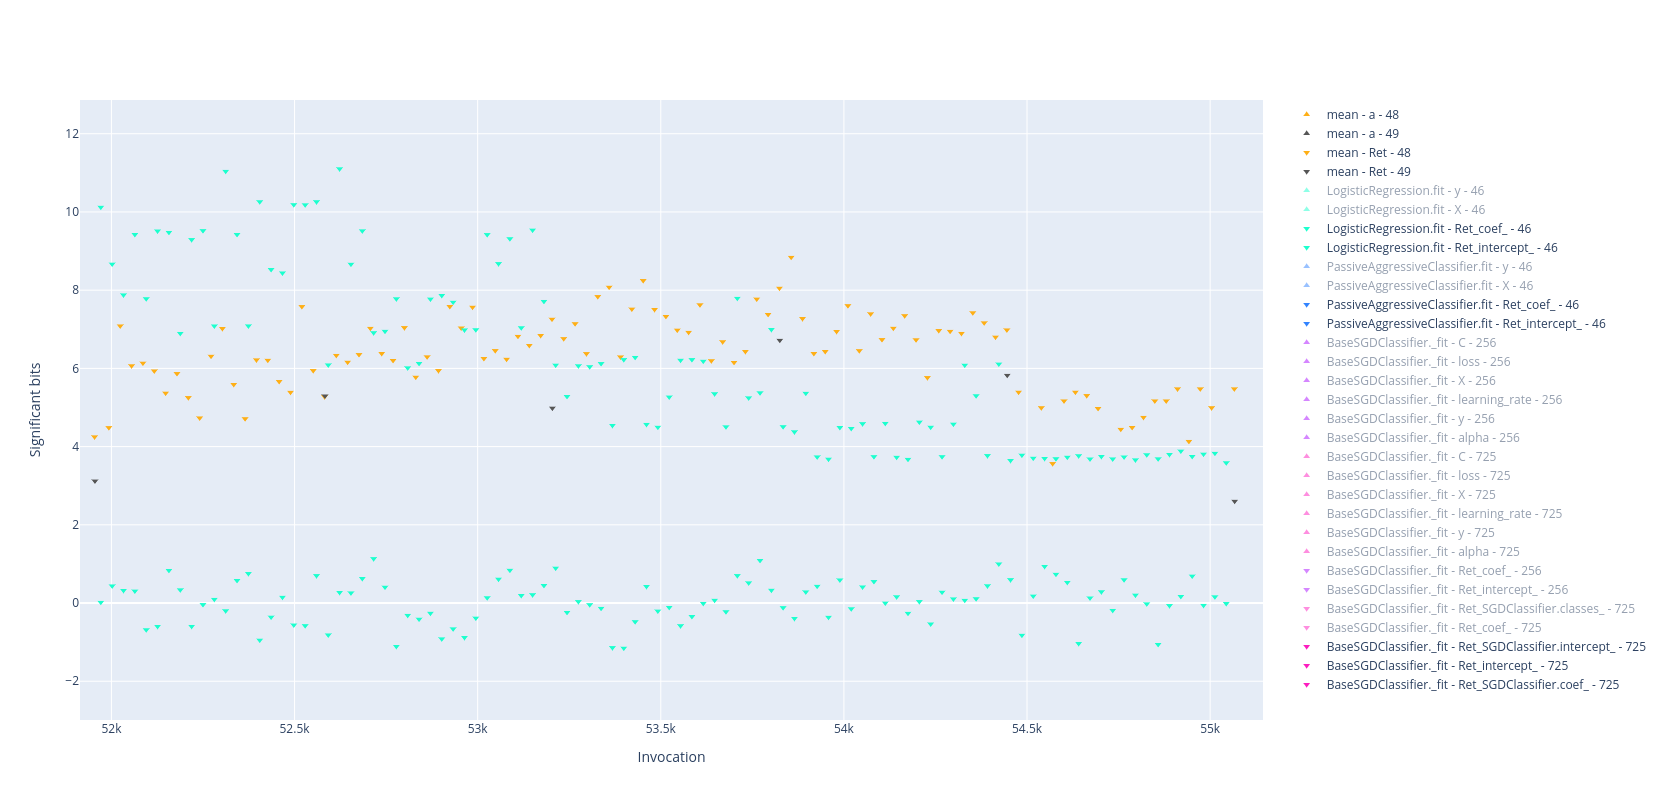 12
10
8
6
4
2
0
−2
Significant bits
52k
52.5k
53k
53.5k
54k
54.5k
55k
Invocation
mean - a - 48
mean - a - 49
mean - Ret - 48
mean - Ret - 49
LogisticRegression.fit - y - 46
LogisticRegression.fit - X - 46
LogisticRegression.fit - Ret_coef_ - 46
LogisticRegression.fit - Ret_intercept_ - 46
PassiveAggressiveClassifier.fit - y - 46
PassiveAggressiveClassifier.fit - X - 46
PassiveAggressiveClassifier.fit - Ret_coef_ - 46
PassiveAggressiveClassifier.fit - Ret_intercept_ - 46
BaseSGDClassifier._fit - C - 256
BaseSGDClassifier._fit - loss - 256
BaseSGDClassifier._fit - X - 256
BaseSGDClassifier._fit - learning_rate - 256
BaseSGDClassifier._fit - y - 256
BaseSGDClassifier._fit - alpha - 256
BaseSGDClassifier._fit - C - 725
BaseSGDClassifier._fit - loss - 725
BaseSGDClassifier._fit - X - 725
BaseSGDClassifier._fit - learning_rate - 725
BaseSGDClassifier._fit - y - 725
BaseSGDClassifier._fit - alpha - 725
BaseSGDClassifier._fit - Ret_coef_ - 256
BaseSGDClassifier._fit - Ret_intercept_ - 256
BaseSGDClassifier._fit - Ret_SGDClassifier.classes_ - 725
BaseSGDClassifier._fit - Ret_coef_ - 725
BaseSGDClassifier._fit - Ret_SGDClassifier.intercept_ - 725
BaseSGDClassifier._fit - Ret_intercept_ - 725
BaseSGDClassifier._fit - Ret_SGDClassifier.coef_ - 725